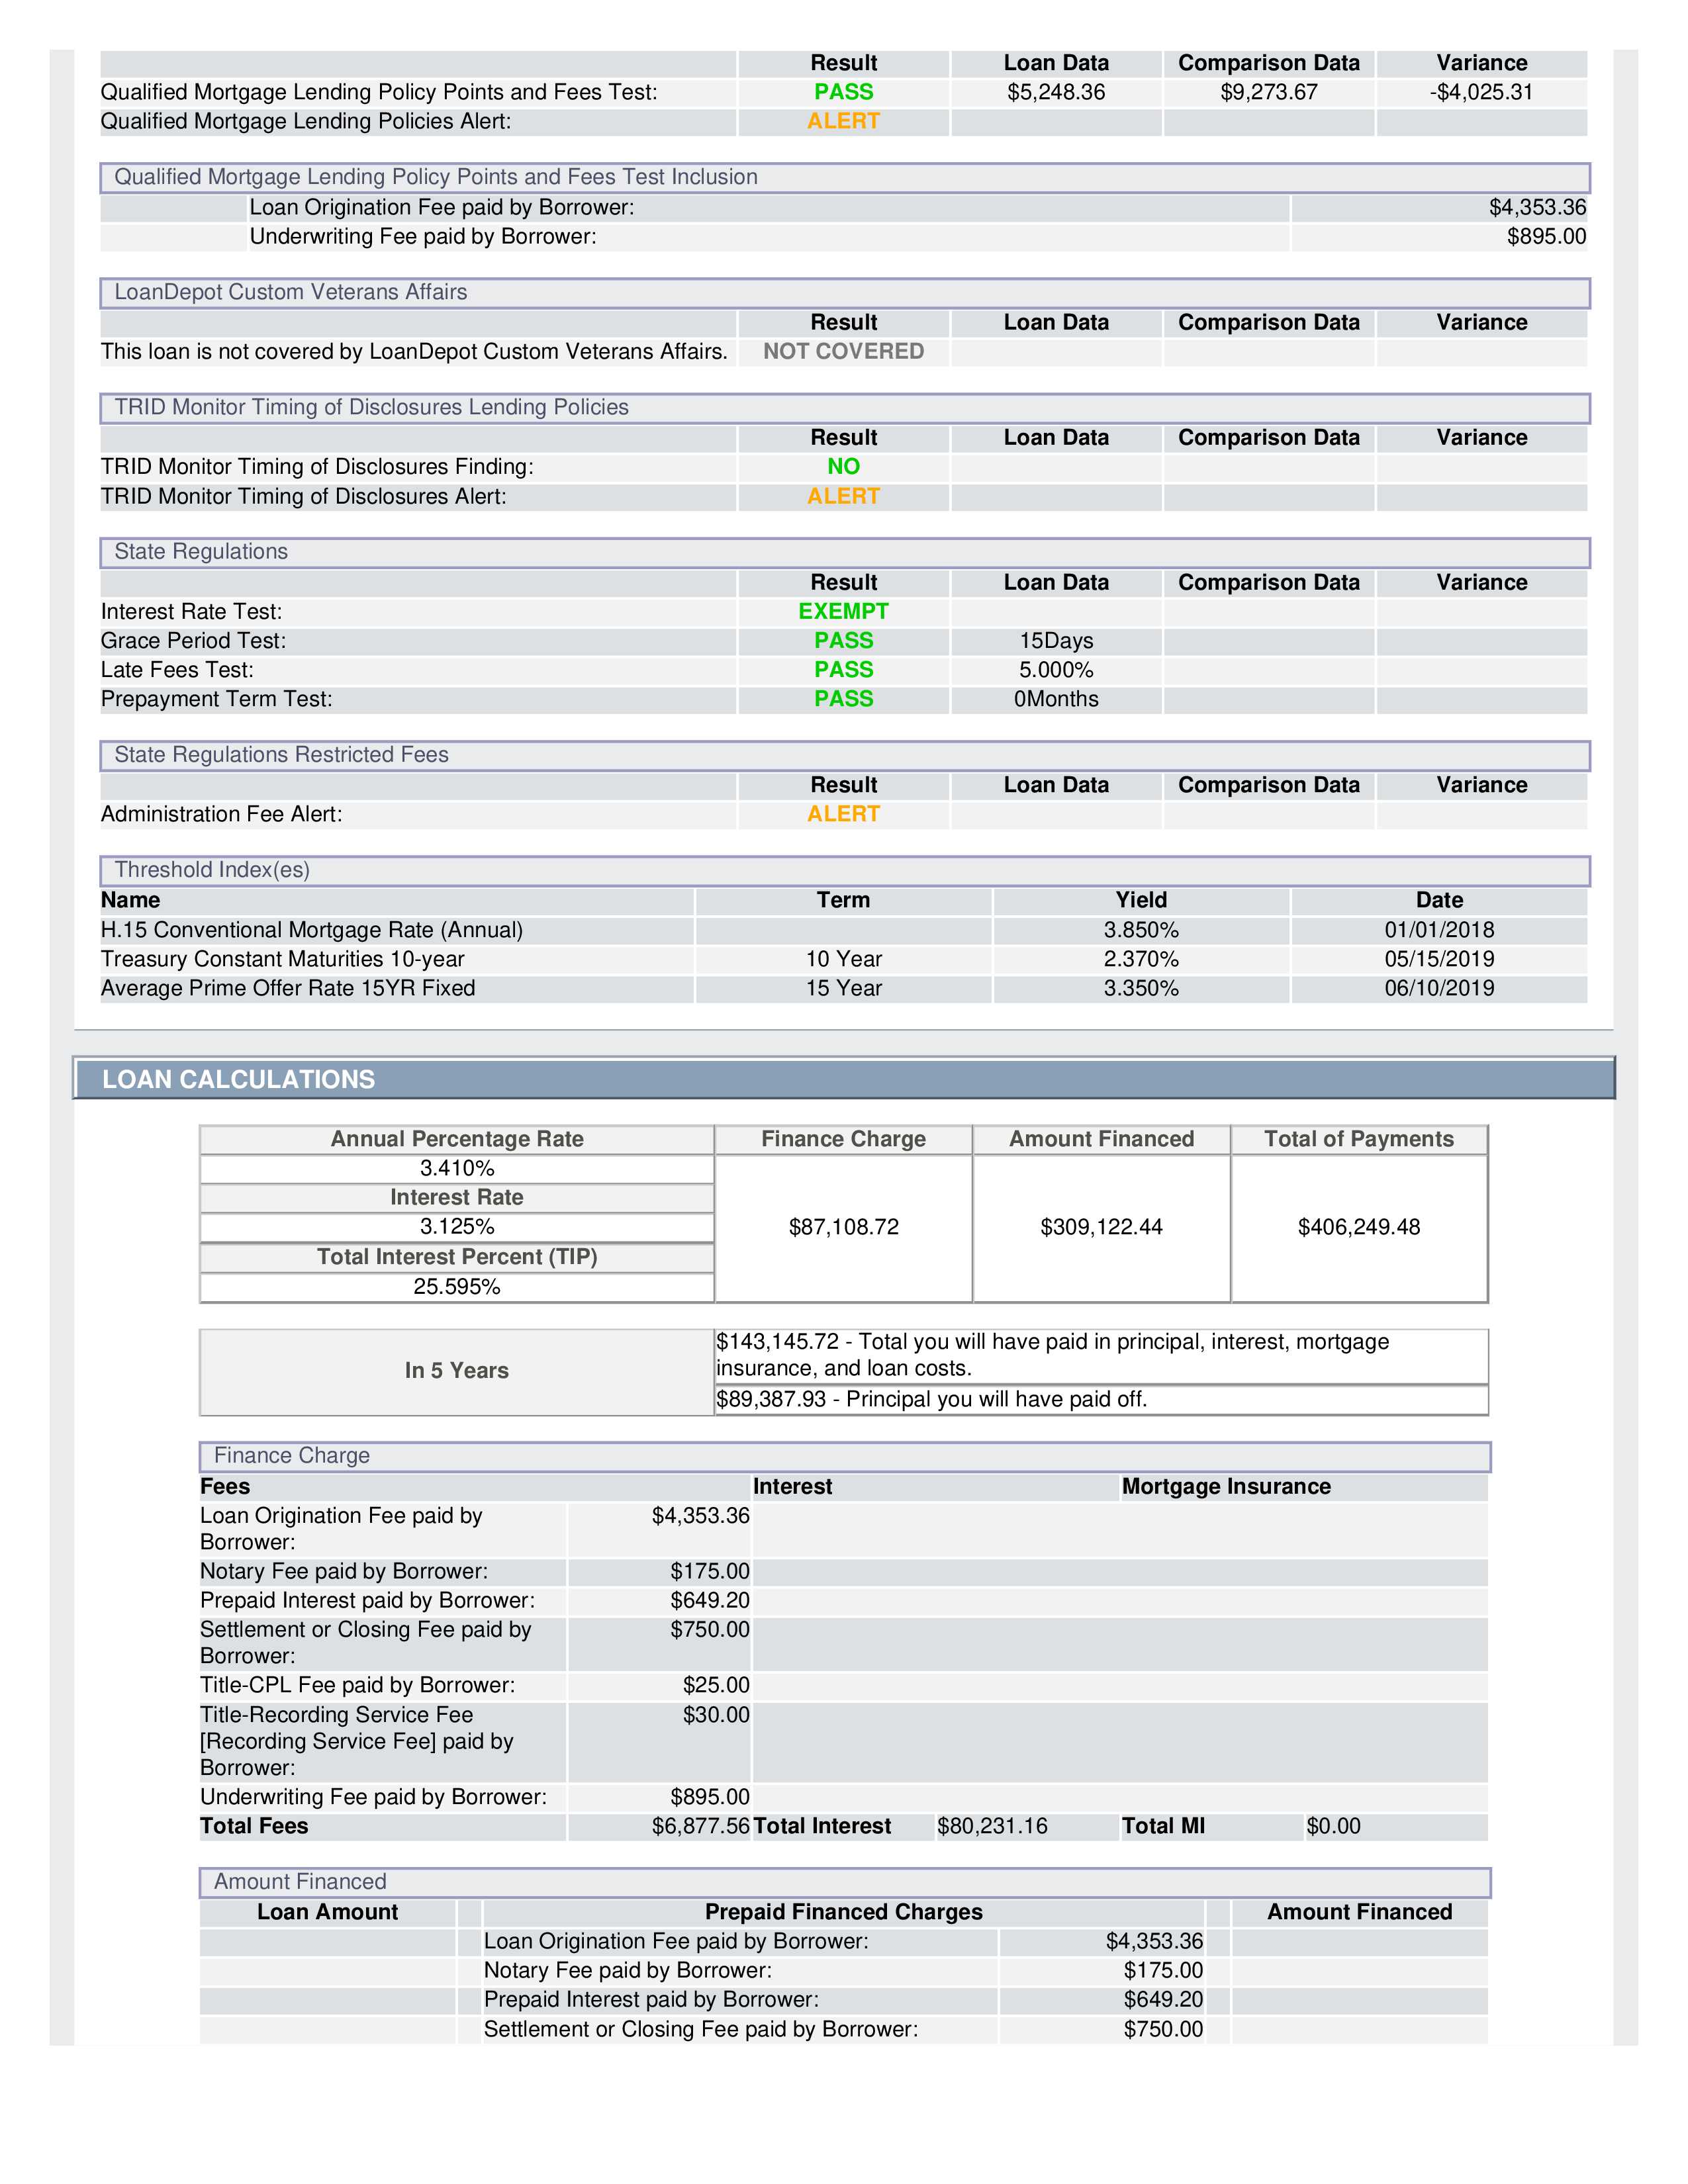 Result Loan Data Comparison Data Variance
Qualified Mortgage Lending Policy Points and Fees Test: PASS $5,248.36 $9,273.67 -$4,025.31
Qualified Mortgage Lending Policies Alert: ALERT
Qualified Mortgage Lending Policy Points and Fees Test Inclusion
Loan Origination Fee paid by Borrower: $4,353.36
Underwriting Fee paid by Borrower: $895.00
LoanDepot Custom Veterans Affairs
Result Loan Data Comparison Data Variance
This loan is not covered by LoanDepot Custom Veterans Affairs. NOT COVERED
TRID Monitor Timing of Disclosures Lending Policies
Result Loan Data Comparison Data Variance
TRID Monitor Timing of Disclosures Finding: NO
TRID Monitor Timing of Disclosures Alert: ALERT
State Regulations
Result Loan Data Comparison Data Variance
Interest Rate Test: EXEMPT
Grace Period Test: PASS 15Days
Late Fees Test: PASS 5.000%
Prepayment Term Test: PASS 0Months
State Regulations Restricted Fees
Result Loan Data Comparison Data Variance
Administration Fee Alert: ALERT
Threshold Index(es)
Name Term Yield Date
H.15 Conventional Mortgage Rate (Annual) 3.850% 01/01/2018
Treasury Constant Maturities 10-year 10 Year 2.370% 05/15/2019
Average Prime Offer Rate 15YR Fixed 15 Year 3.350% 06/10/2019
LOAN CALCULATIONS
Annual Percentage Rate Finance Charge Amount Financed Total of Payments
3.410%
Interest Rate
3.125% $87,108.72 $309,122.44 $406,249.48
Total Interest Percent (TIP)
25.595%
In 5 Years
$143,145.72 - Total you will have paid in principal, interest, mortgage
insurance, and loan costs.
$89,387.93 - Principal you will have paid off.
Finance Charge
Fees Interest Mortgage Insurance
Loan Origination Fee paid by $4,353.36
Borrower:
Notary Fee paid by Borrower: $175.00
Prepaid Interest paid by Borrower: $649.20
Settlement or Closing Fee paid by $750.00
Borrower:
Title-CPL Fee paid by Borrower: $25.00
Title-Recording Service Fee $30.00
[Recording Service Fee] paid by
Borrower:
Underwriting Fee paid by Borrower: $895.00
Total Fees $6,877.56 Total Interest $80,231.16 Total MI $0.00
Amount Financed
Loan Amount Prepaid Financed Charges Amount Financed
Loan Origination Fee paid by Borrower: $4,353.36
Notary Fee paid by Borrower: $175.00
Prepaid Interest paid by Borrower: $649.20
Settlement or Closing Fee paid by Borrower: $750.00